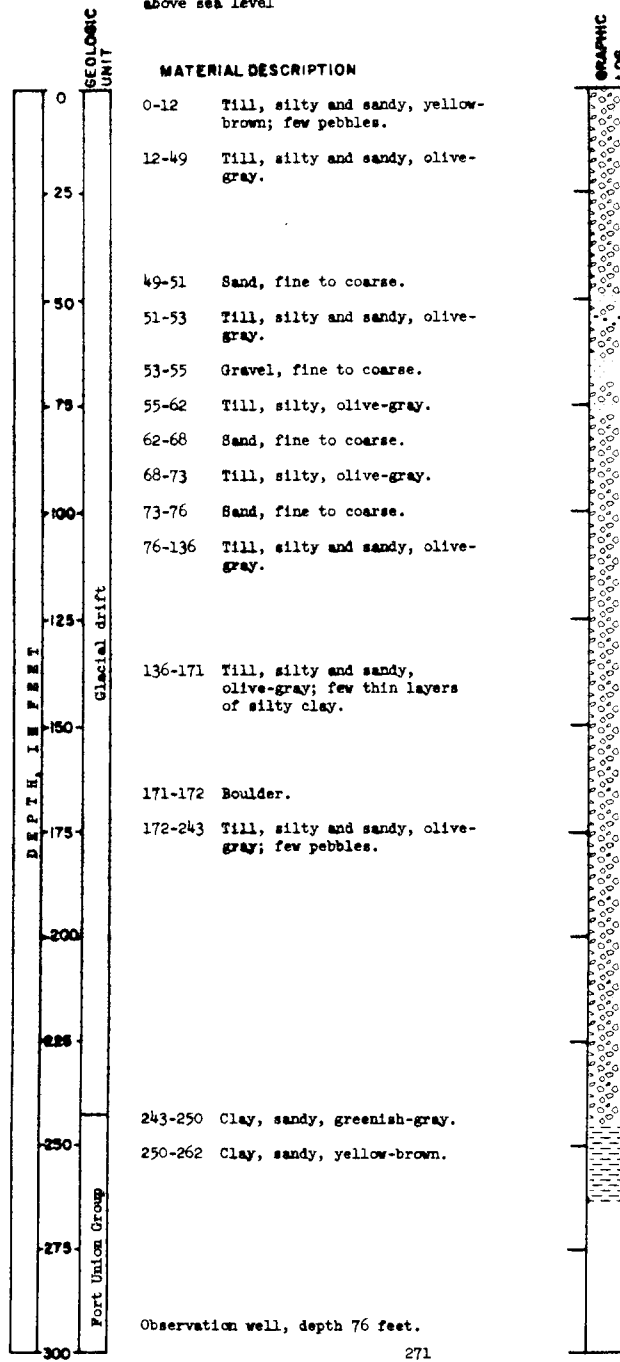 above sea level
GEOLOGIC
UNIT
MATERIAL DESCRIPTION
GRAPHIC
LOG
0
25
50
75
100
125
150
175
200
225
250
275
300
DEPTH, IN FEET
Glacial drift
Fort Union Group
0-12 Till, silty and sandy, yellow-
brown; few pebbles.
12-49 Till, silty and sandy, olive-
gray.
49-51 Sand, fine to coarse.
51-53 Till, silty and sandy, olive-
gray.
53-55 Gravel, fine to coarse.
55-62 Till, silty, olive-gray.
62-68 Sand, fine to coarse.
68-73 Till, silty, olive-gray.
73-76 Sand, fine to coarse.
76-136 Till, silty and sandy, olive-
gray.
136-171 Till, silty and sandy,
olive-gray; few thin layers
of silty clay.
171-172 Boulder.
172-243 Till, silty and sandy, olive-
gray; few pebbles.
243-250 Clay, sandy, greenish-gray.
250-262 Clay, sandy, yellow-brown.
Observation well, depth 76 feet.
271